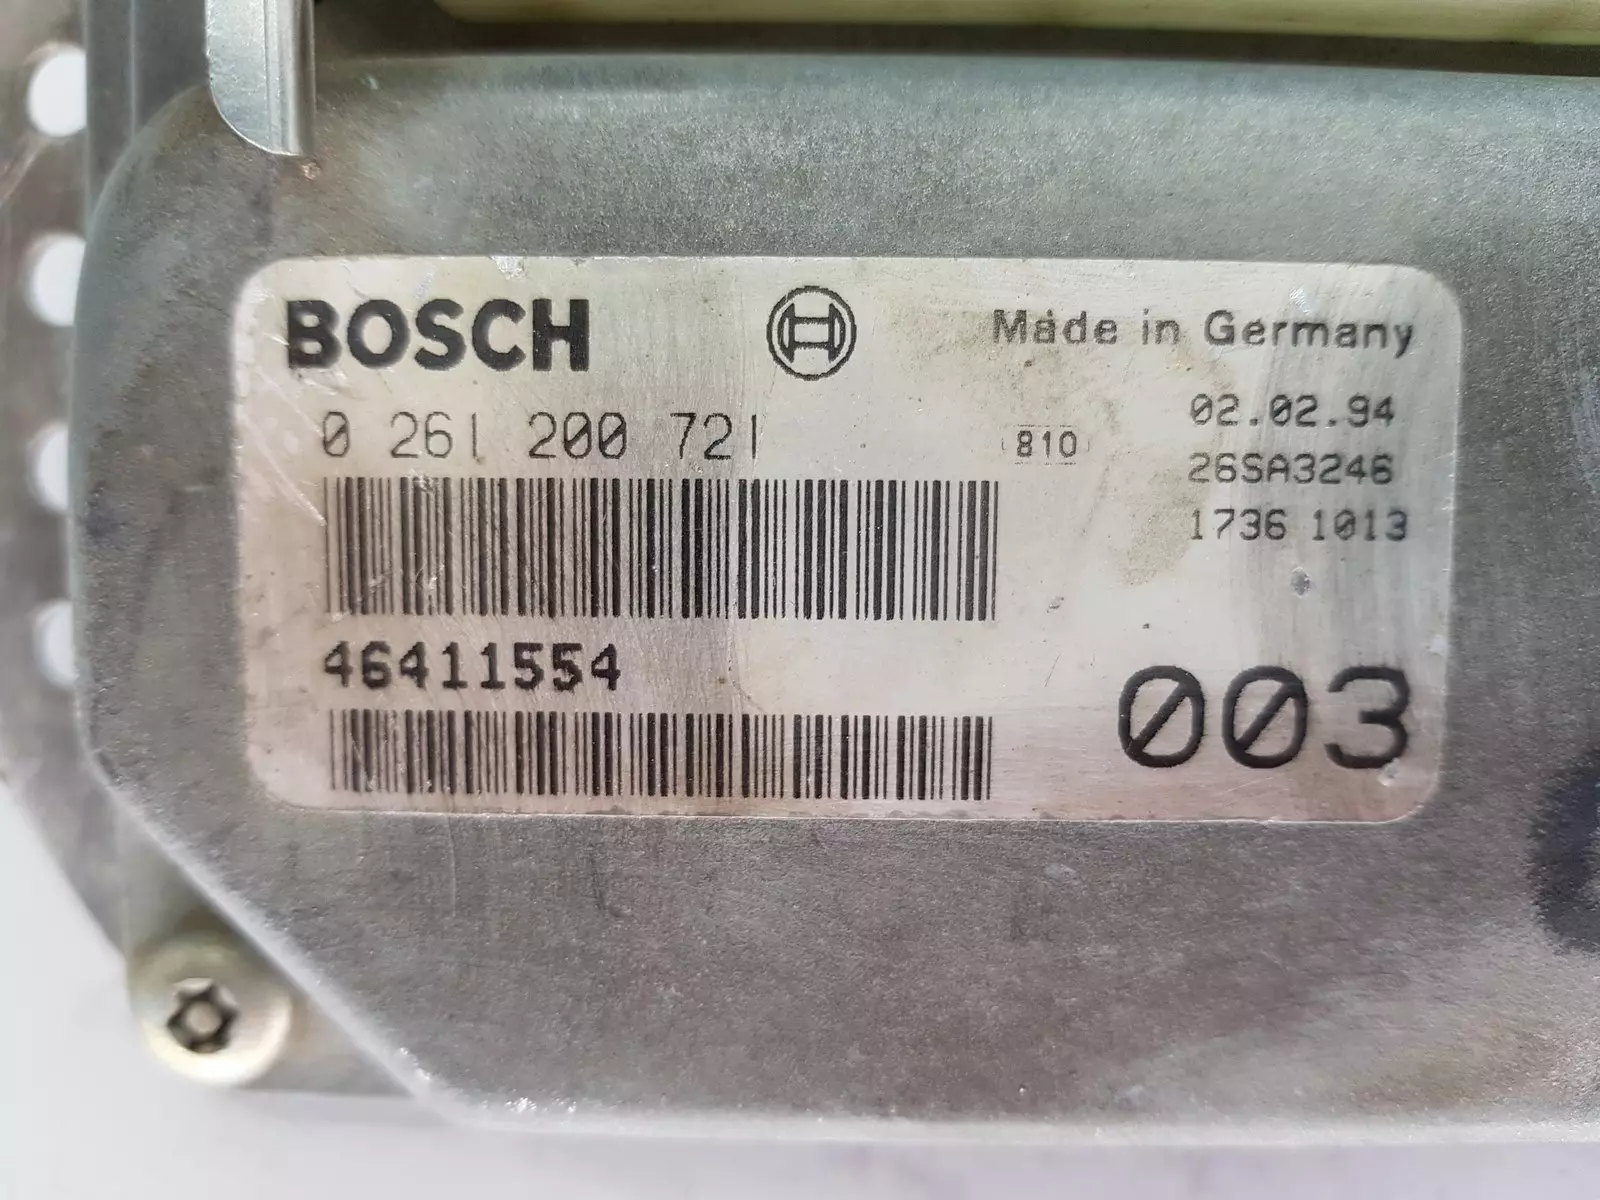 BOSCH
Made in Germany
0 261 200 721
810
02.02.94
26SA3246
1736 1013
46411554
003